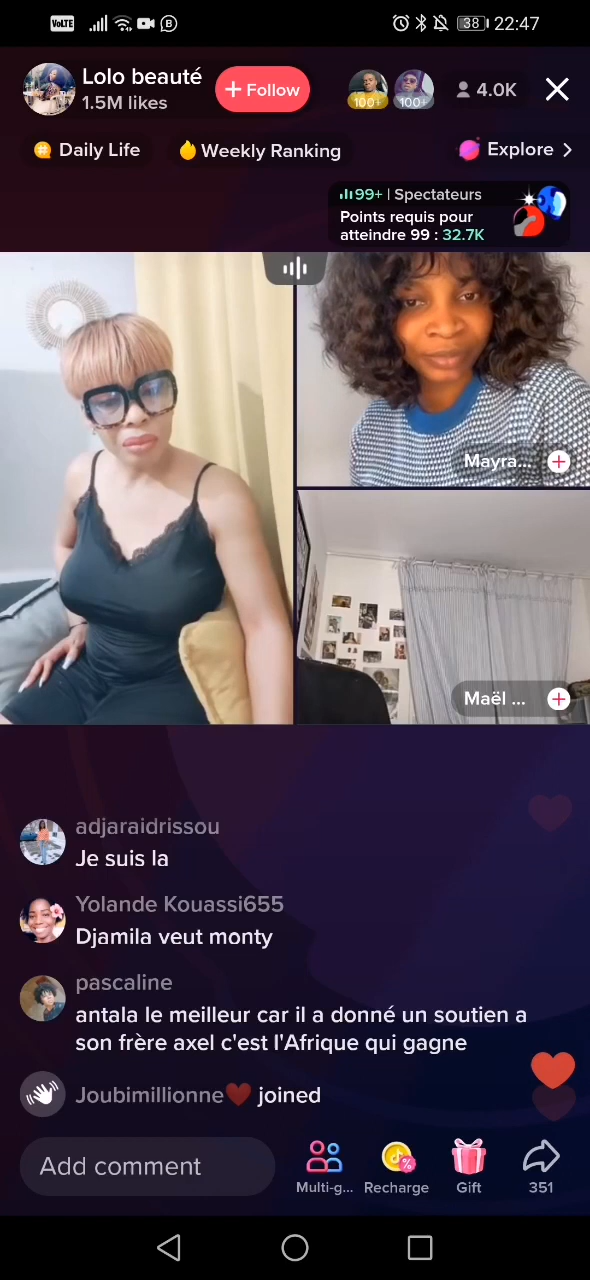 VoLTE
B
38
22:47
Lolo beauté
1.5M likes
+ Follow
100+
100+
4.0K
Daily Life
Weekly Ranking
Explore
99+ | Spectateurs
Points requis pour
atteindre 99 : 32.7K
Mayra...
Maël ...
adjaraidrissou
Je suis la
Yolande Kouassi655
Djamila veut monty
pascaline
antala le meilleur car il a donné un soutien a
son frère axel c'est l'Afrique qui gagne
Joubimillionne❤️ joined
Add comment
Multi-g...
Recharge
Gift
351